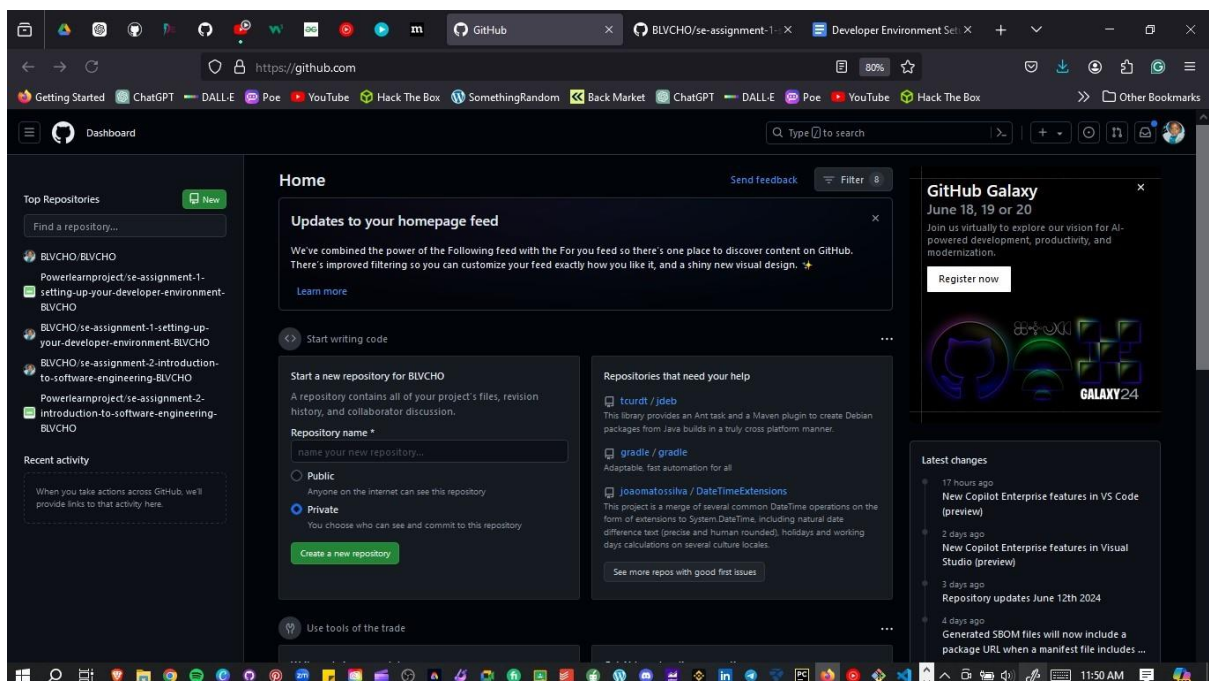 GitHub
BLVCHO/se-assignment-1-s
Developer Environment Set
https://github.com
80%
Getting Started
ChatGPT
DALL·E
Poe
YouTube
Hack The Box
SomethingRandom
Back Market
ChatGPT
DALL·E
Poe
YouTube
Hack The Box
Other Bookmarks
Dashboard
Type / to search
Top Repositories
New
Find a repository...
BLVCHO/BLVCHO
Powerlearnproject/se-assignment-1-
setting-up-your-developer-environment-
BLVCHO
BLVCHO/se-assignment-1-setting-up-
your-developer-environment-BLVCHO
BLVCHO/se-assignment-2-introduction-
to-software-engineering-BLVCHO
Powerlearnproject/se-assignment-2-
introduction-to-software-engineering-
BLVCHO
Recent activity
When you take actions across GitHub, we'll
provide links to that activity here.
Home
Send feedback
Filter 8
Updates to your homepage feed
We've combined the power of the Following feed with the For you feed so there's one place to discover content on GitHub.
There's improved filtering so you can customize your feed exactly how you like it, and a shiny new visual design. ✨
Learn more
Start writing code
Start a new repository for BLVCHO
A repository contains all of your project's files, revision
history, and collaborator discussion.
Repository name *
name your new repository...
Public
Anyone on the internet can see this repository
Private
You choose who can see and commit to this repository
Create a new repository
Repositories that need your help
tcurdt / jdeb
This library provides an Ant task and a Maven plugin to create Debian
packages from Java builds in a truly cross platform manner.
gradle / gradle
Adaptable, fast automation for all
joaomatossilva / DateTimeExtensions
This project is a merge of several common DateTime operations on the
form of extensions to System.DateTime, including natural date
difference text (precise and human rounded), holidays and working
days calculations on several culture locales.
See more repos with good first issues
Use tools of the trade
GitHub Galaxy
June 18, 19 or 20
Join us virtually to explore our vision for AI-
powered development, productivity, and
modernization.
Register now
GALAXY24
Latest changes
17 hours ago
New Copilot Enterprise features in VS Code
(preview)
2 days ago
New Copilot Enterprise features in Visual
Studio (preview)
3 days ago
Repository updates June 12th 2024
4 days ago
Generated SBOM files will now include a
package URL when a manifest file includes ...
11:50 AM